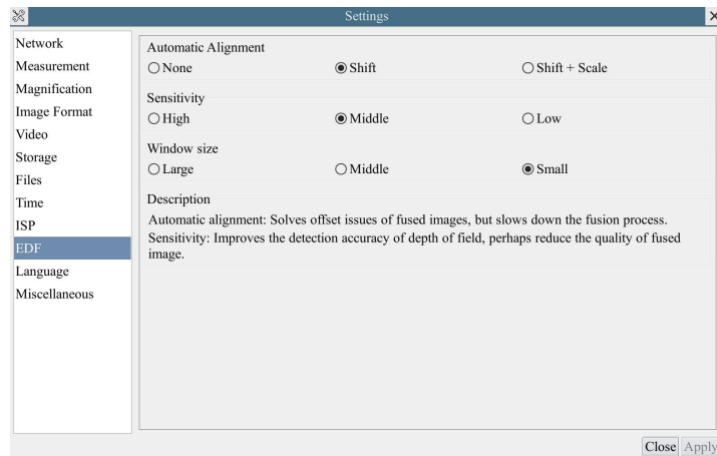 Settings
Network
Measurement
Magnification
Image Format
Video
Storage
Files
Time
ISP
EDF
Language
Miscellaneous
Automatic Alignment
None Shift Shift + Scale
Sensitivity
High Middle Low
Window size
Large Middle Small
Description
Automatic alignment: Solves offset issues of fused images, but slows down the fusion process.
Sensitivity: Improves the detection accuracy of depth of field, perhaps reduce the quality of fused
image.
Close Apply